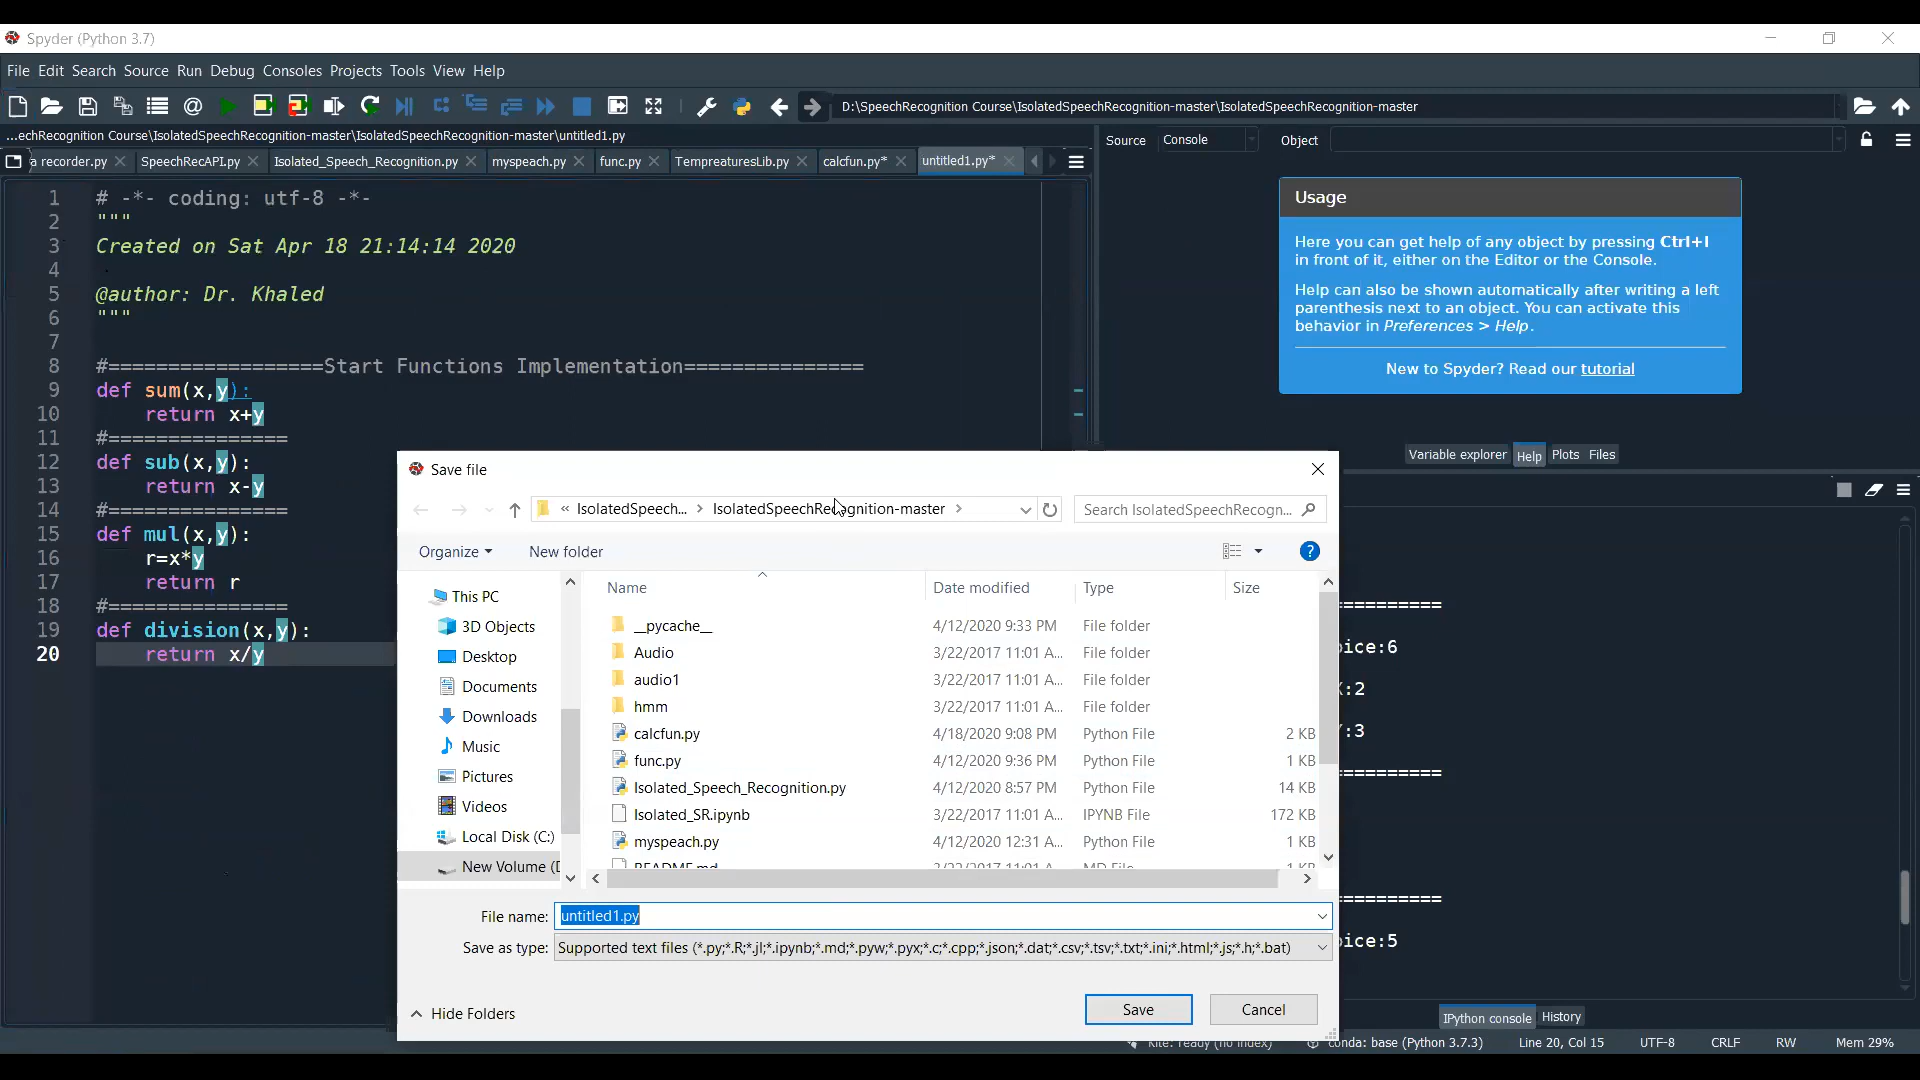 Spyder (Python 3.7)
File Edit Search Source Run Debug Consoles Projects Tools View Help
D:\SpeechRecognition Course\IsolatedSpeechRecognition-master\IsolatedSpeechRecognition-master
...echRecognition Course\IsolatedSpeechRecognition-master\IsolatedSpeechRecognition-master\untitled1.py
Source Console Object
a recorder.py SpeechRecAPI.py Isolated_Speech_Recognition.py myspeach.py func.py TempreaturesLib.py calcfun.py* untitled1.py*
1 # -*- coding: utf-8 -*-
2 """
3 Created on Sat Apr 18 21:14:14 2020
4
5 @author: Dr. Khaled
6 """
7
8 #==================Start Functions Implementation===============
9 def sum(x,y):
10 return x+y
11 #===============
12 def sub(x,y):
13 return x-y
14 #===============
15 def mul(x,y):
16 r=x*y
17 return r
18 #===============
19 def division(x,y):
20 return x/y
Usage
Here you can get help of any object by pressing Ctrl+I
in front of it, either on the Editor or the Console.
Help can also be shown automatically after writing a left
parenthesis next to an object. You can activate this
behavior in Preferences > Help.
New to Spyder? Read our tutorial
Variable explorer Help Plots Files
Save file
« IsolatedSpeech... > IsolatedSpeechRecognition-master >
Search IsolatedSpeechRecogn...
Organize New folder
This PC
3D Objects
Desktop
Documents
Downloads
Music
Pictures
Videos
Local Disk (C:)
New Volume (D
Name Date modified Type Size
__pycache__ 4/12/2020 9:33 PM File folder
Audio 3/22/2017 11:01 A... File folder
audio1 3/22/2017 11:01 A... File folder
hmm 3/22/2017 11:01 A... File folder
calcfun.py 4/18/2020 9:08 PM Python File 2 KB
func.py 4/12/2020 9:36 PM Python File 1 KB
Isolated_Speech_Recognition.py 4/12/2020 8:57 PM Python File 14 KB
Isolated_SR.ipynb 3/22/2017 11:01 A... IPYNB File 172 KB
myspeach.py 4/12/2020 12:31 A... Python File 1 KB
README.md 3/22/2017 11:01 A... MD File 1 KB
File name: untitled1.py
Save as type: Supported text files (*.py;*.R;*.jl;*.ipynb;*.md;*.pyw;*.pyx;*.c;*.cpp;*.json;*.dat;*.csv;*.tsv;*.txt;*.ini;*.html;*.js;*.h;*.bat)
Hide Folders Save Cancel
==========
oice:6
X:2
Y:3
==========
==========
oice:5
IPython console History
Kite: ready (no index) conda: base (Python 3.7.3) Line 20, Col 15 UTF-8 CRLF RW Mem 29%